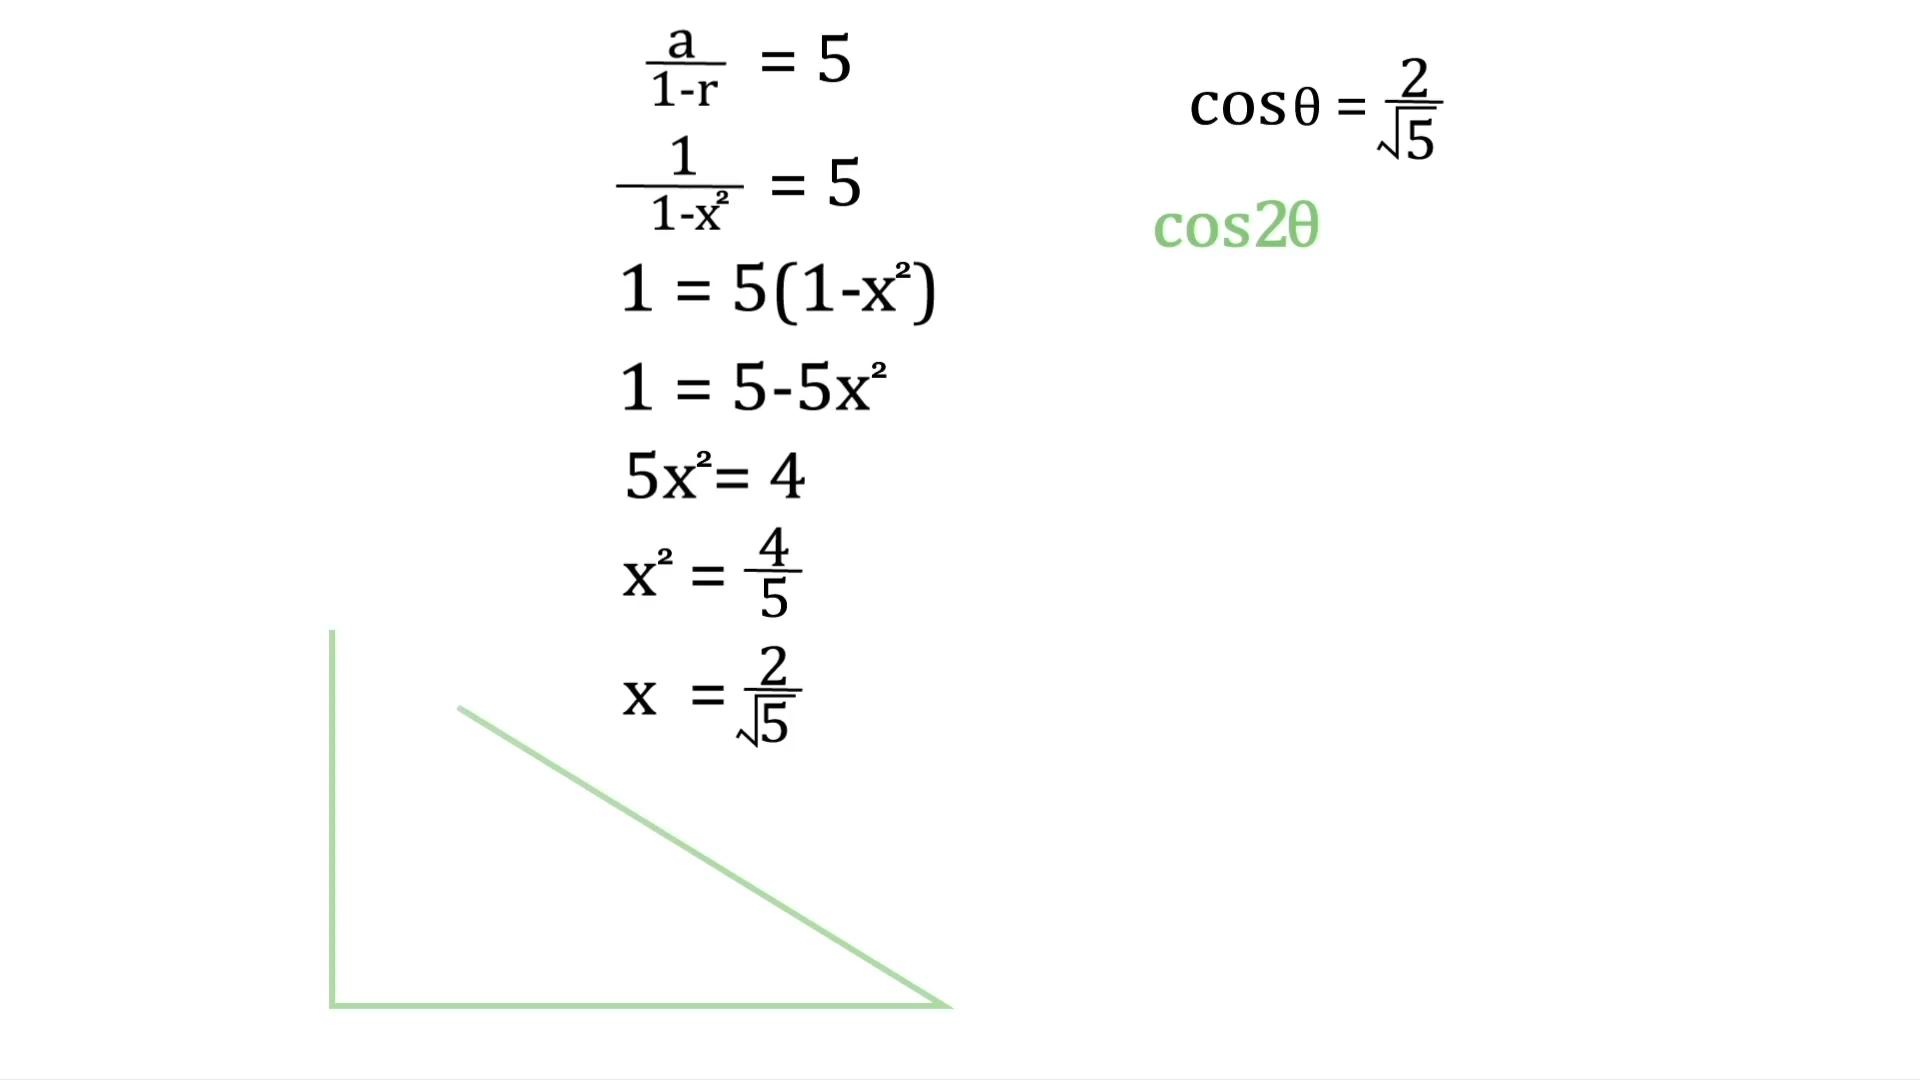 a/(1-r) = 5
1/(1-x²) = 5
1 = 5(1-x²)
1 = 5-5x²
5x²= 4
x² = 4/5
x = 2/√5
cosθ = 2/√5
cos2θ